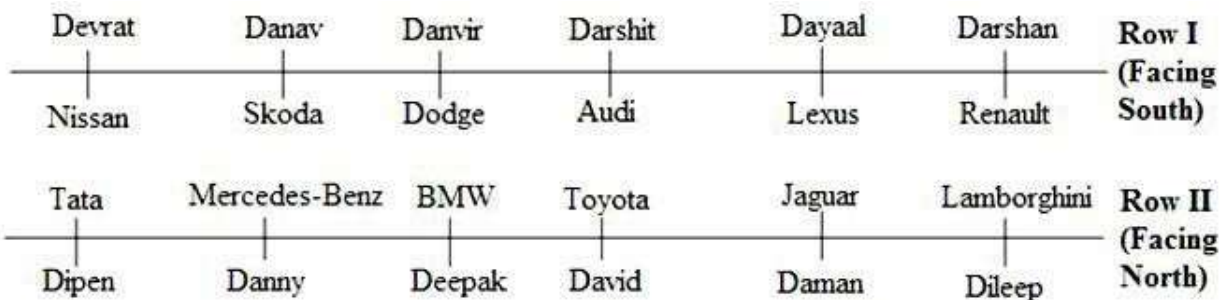 Devrat Danav Danvir Darshit Dayaal Darshan Row I
(Facing
Nissan Skoda Dodge Audi Lexus Renault South)
Tata Mercedes-Benz BMW Toyota Jaguar Lamborghini Row II
(Facing
Dipen Danny Deepak David Daman Dileep North)